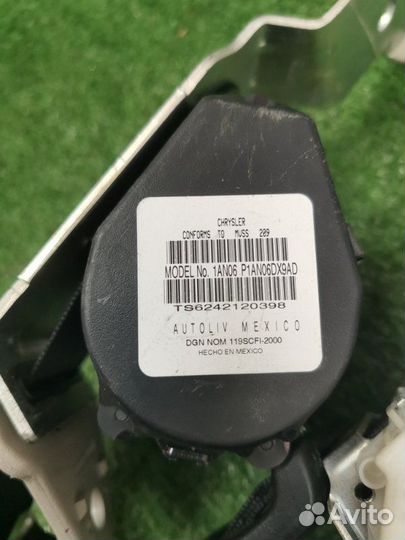 CHRYSLER
CONFORMS TO MUSS 209
MODEL No. 1AN06 P1AN06DX9AD
TS6242120398
AUTOLIV MEXICO
DGN NOM 119SCFI-2000
HECHO EN MEXICO
Avito